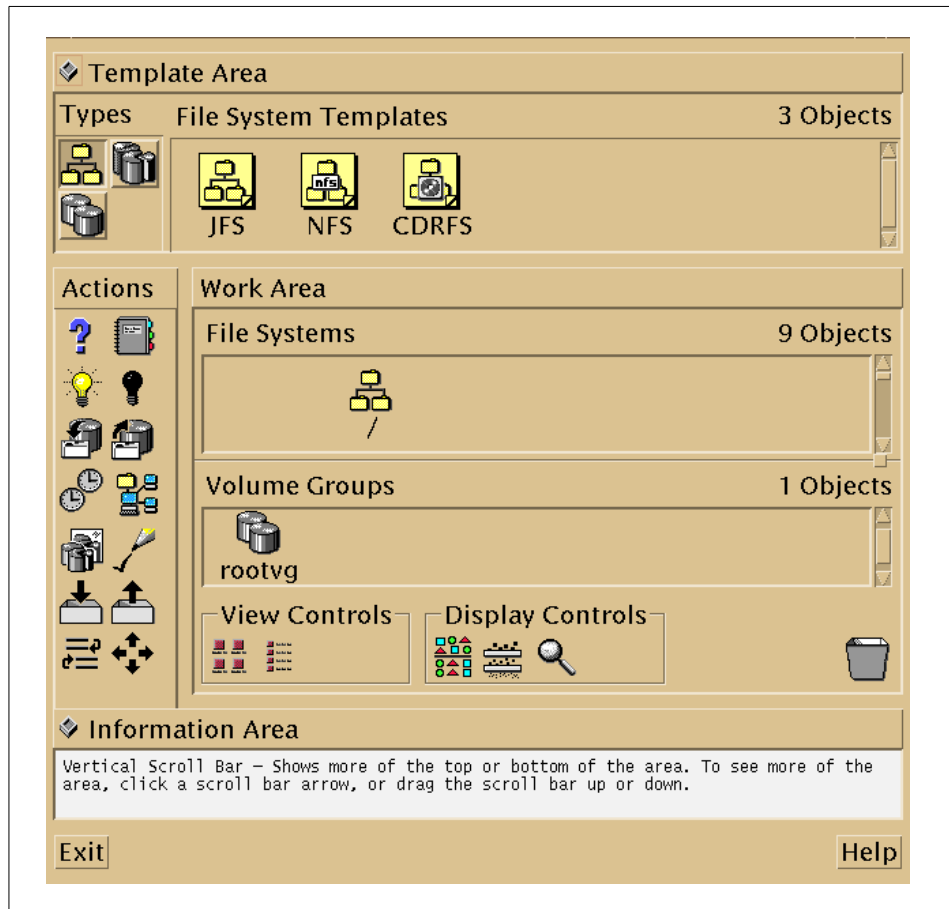 Template Area
Types
File System Templates
3 Objects
nfs
JFS
NFS
CDRFS
Actions
Work Area
File Systems
9 Objects
/
Volume Groups
1 Objects
rootvg
View Controls
Display Controls
Information Area
Vertical Scroll Bar – Shows more of the top or bottom of the area. To see more of the
area, click a scroll bar arrow, or drag the scroll bar up or down.
Exit
Help